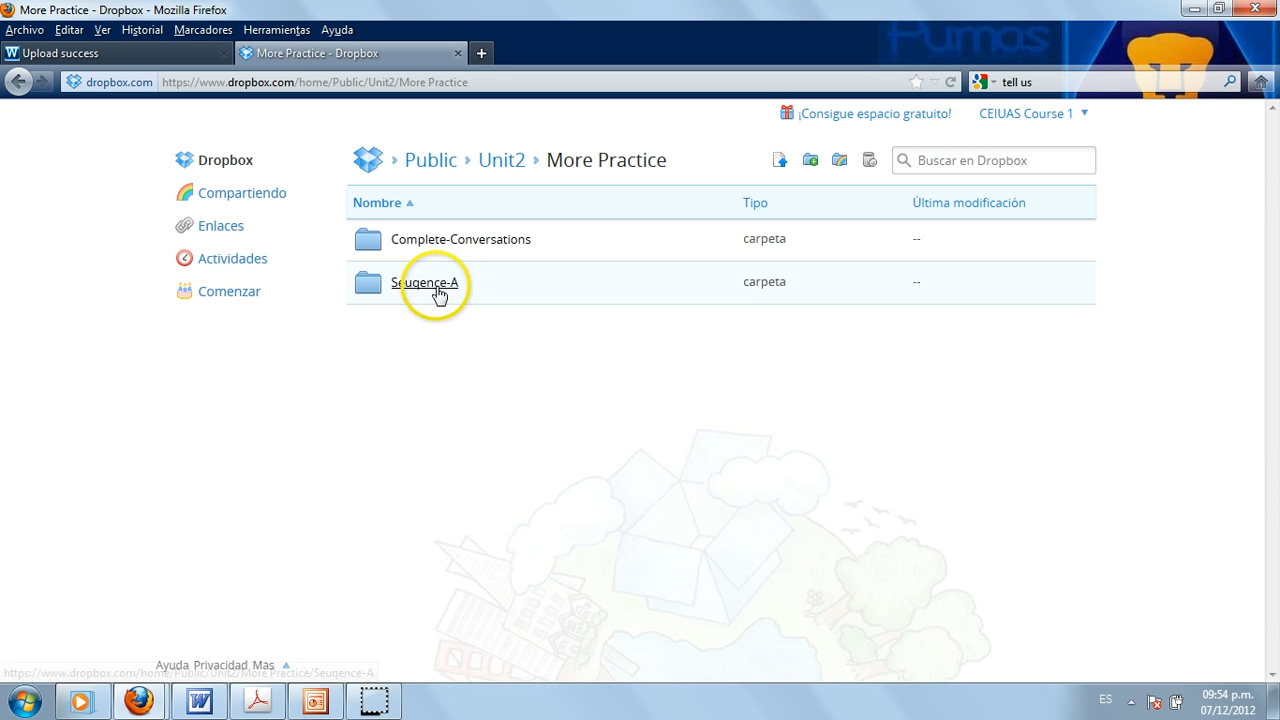 More Practice - Dropbox - Mozilla Firefox
Archivo Editar Ver Historial Marcadores Herramientas Ayuda
Pumas
Upload success
More Practice - Dropbox
dropbox.com https://www.dropbox.com/home/Public/Unit2/More Practice
tell us
¡Consigue espacio gratuito! CEIUAS Course 1
Dropbox
Compartiendo
Enlaces
Actividades
Comenzar
Public Unit2 More Practice
Buscar en Dropbox
Nombre Tipo Última modificación
Complete-Conversations carpeta --
Seuqence-A carpeta --
Ayuda Privacidad Mas
https://www.dropbox.com/home/Public/Unit2/More Practice/Seuqence-A
ES
09:54 p.m.
07/12/2012